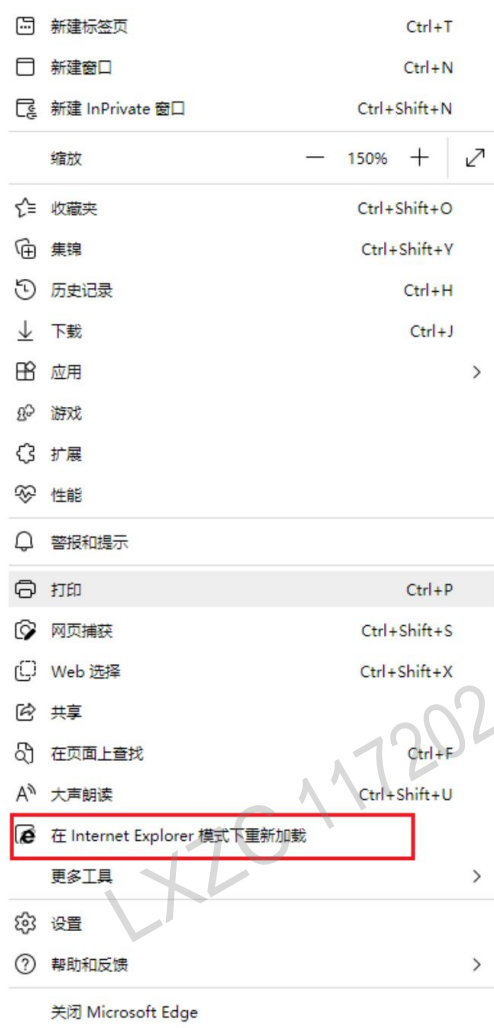 新建标签页 Ctrl+T
新建窗口 Ctrl+N
新建 InPrivate 窗口 Ctrl+Shift+N
缩放 — 150% +
收藏夹 Ctrl+Shift+O
集锦 Ctrl+Shift+Y
历史记录 Ctrl+H
下载 Ctrl+J
应用
游戏
扩展
性能
警报和提示
打印 Ctrl+P
网页捕获 Ctrl+Shift+S
Web 选择 Ctrl+Shift+X
共享
在页面上查找 Ctrl+F
大声朗读 Ctrl+Shift+U
在 Internet Explorer 模式下重新加载
更多工具
设置
帮助和反馈
关闭 Microsoft Edge
LXZC 117202